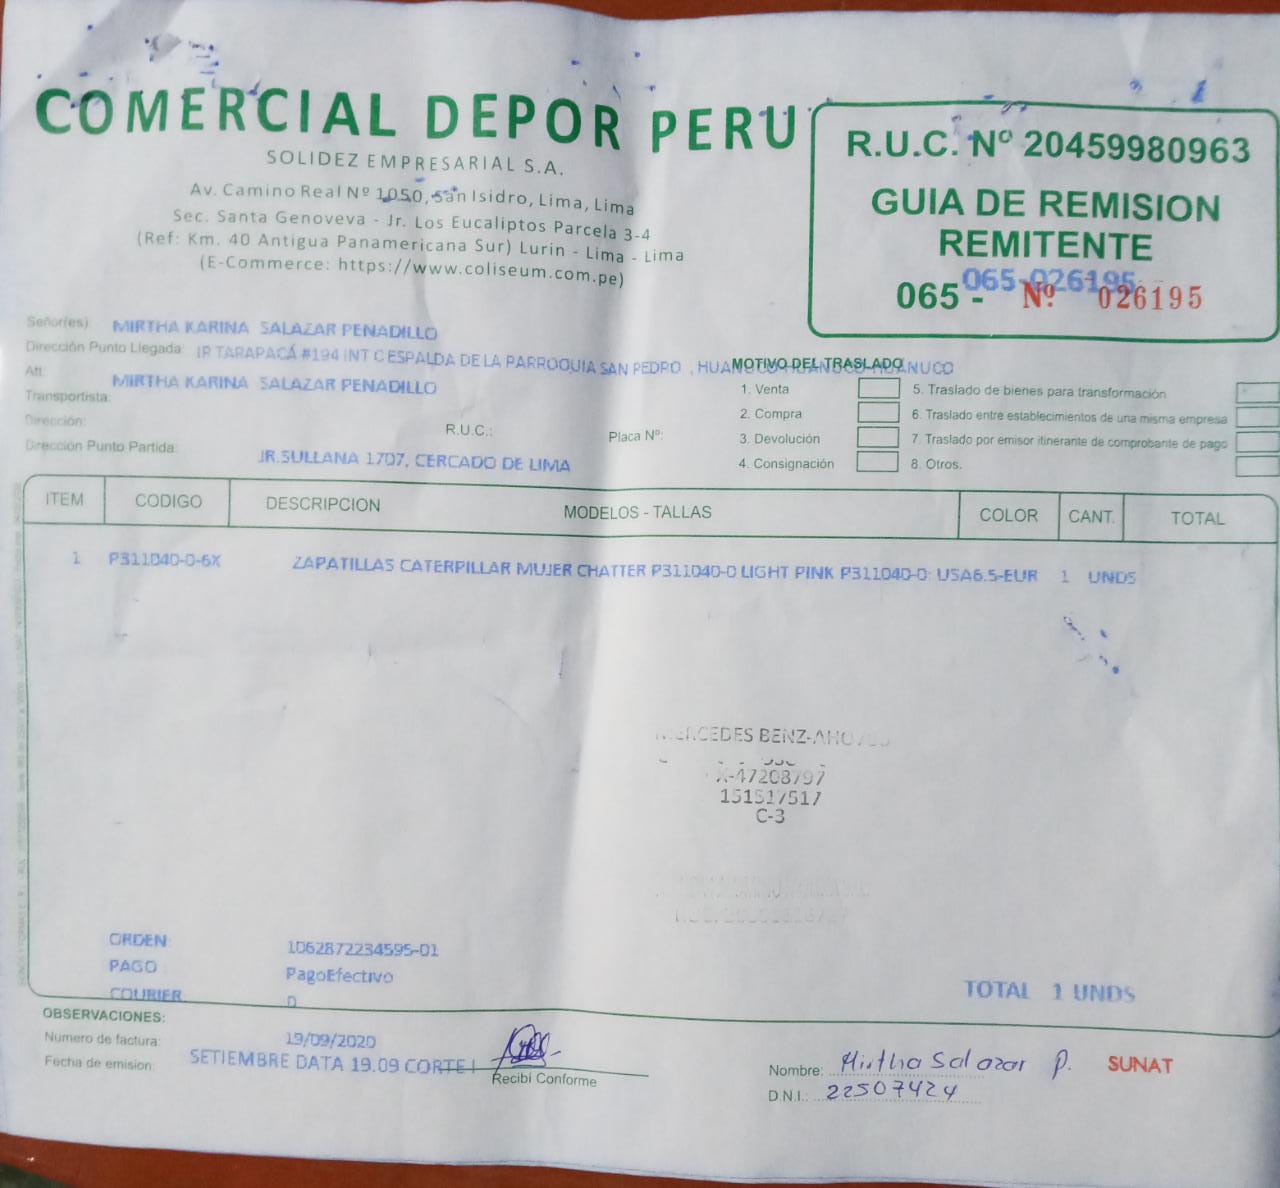 COMERCIAL DEPOR PERU
SOLIDEZ EMPRESARIAL S.A.
Av. Camino Real Nº 1050, San Isidro, Lima, Lima
Sec. Santa Genoveva - Jr. Los Eucaliptos Parcela 3-4
(Ref: Km. 40 Antigua Panamericana Sur) Lurin - Lima - Lima
(E-Commerce: https://www.coliseum.com.pe)
R.U.C. Nº 20459980963
GUIA DE REMISION
REMITENTE
065-026195
065 - Nº 026195
Señor(es): MIRTHA KARINA SALAZAR PENADILLO
Dirección Punto Llegada: IR TARAPACÁ #194 INT C ESPALDA DE LA PARROQUIA SAN PEDRO , HUANUCO-HUANUCO-HUANUCO
Att. MIRTHA KARINA SALAZAR PENADILLO
Transportista:
Dirección: R.U.C.: Placa Nº:
Dirección Punto Partida: JR.SULLANA 1707, CERCADO DE LIMA
MOTIVO DEL TRASLADO
1. Venta
2. Compra
3. Devolución
4. Consignación
5. Traslado de bienes para transformación
6. Traslado entre establecimientos de una misma empresa
7. Traslado por emisor itinerante de comprobante de pago
8. Otros.
ITEM CODIGO DESCRIPCION MODELOS - TALLAS COLOR CANT. TOTAL
1 P311040-0-6X ZAPATILLAS CATERPILLAR MUJER CHATTER P311040-0 LIGHT PINK P311040-0: USA6.5-EUR 1 UNDS
MERCEDES BENZ-
X-47208797
151517517
C-3
ORDEN: 1062872234595-01
PAGO PagoEfectivo
COURIER 0
TOTAL 1 UNDS
OBSERVACIONES:
Numero de factura: 19/09/2020
Fecha de emision: SETIEMBRE DATA 19.09 CORTE I
Recibí Conforme
Nombre: Mirtha Salazar P.
D.N.I.: 22507424
SUNAT